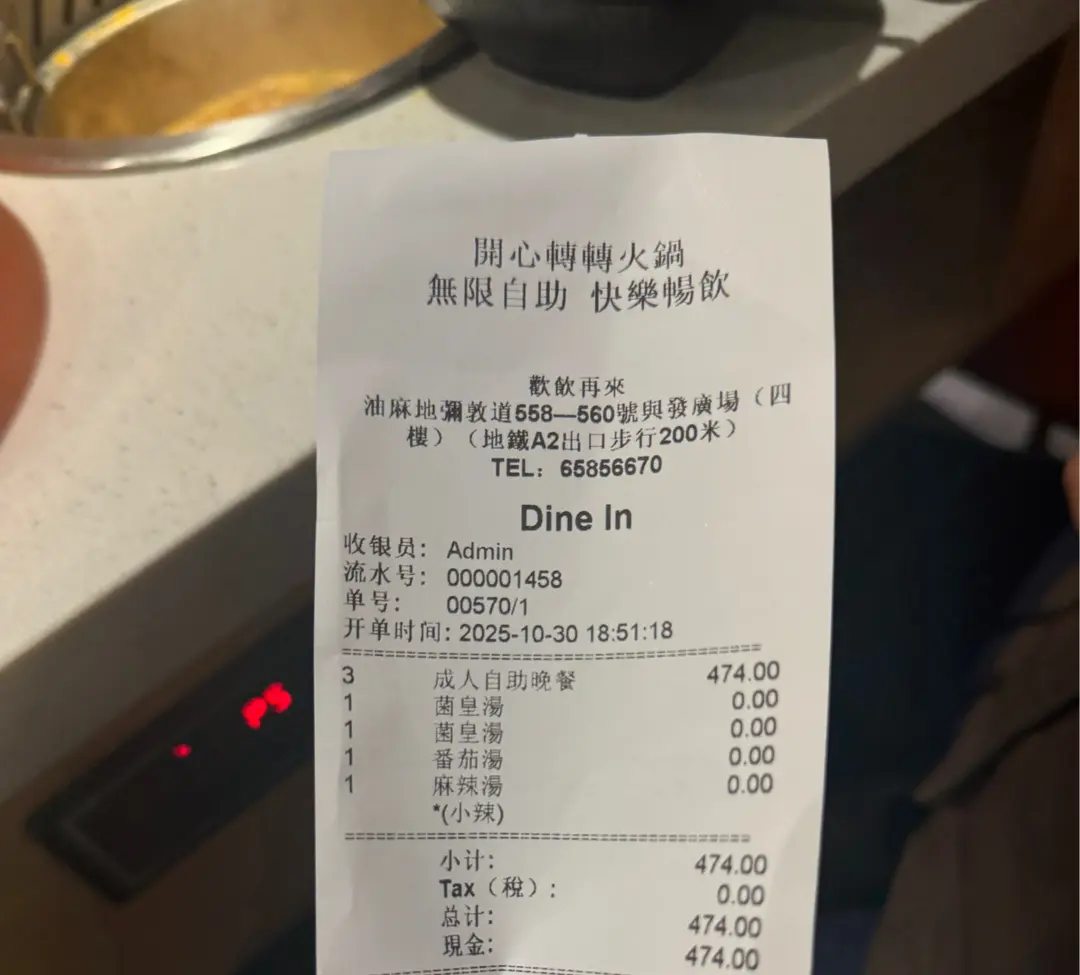 開心轉轉火鍋
無限自助 快樂暢飲
歡飲再來
油麻地彌敦道558—560號與發廣場（四
樓）（地鐵A2出口步行200米）
TEL：65856670
Dine In
收银员： Admin
流水号： 000001458
单号： 00570/1
开单时间: 2025-10-30 18:51:18
3 成人自助晚餐 474.00
1 菌皇湯 0.00
1 菌皇湯 0.00
1 番茄湯 0.00
1 麻辣湯 0.00
*(小辣)
小计: 474.00
Tax（稅）: 0.00
总计: 474.00
現金: 474.00